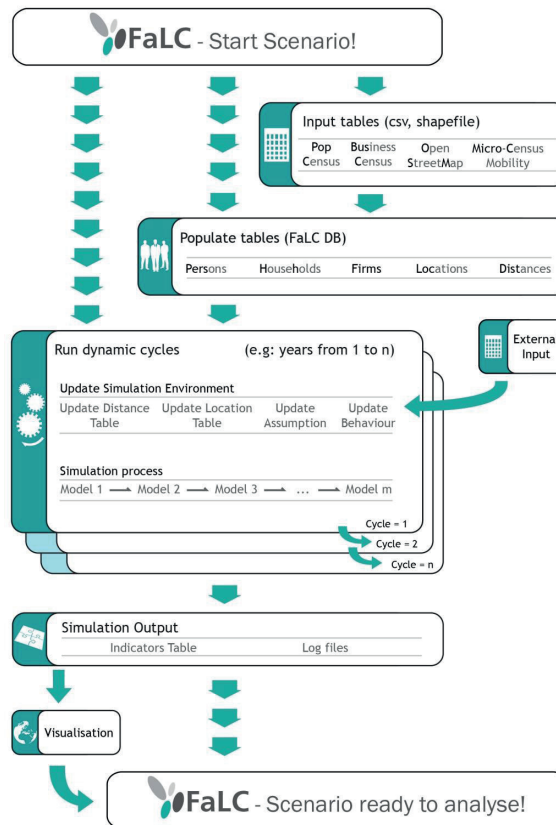 FaLC - Start Scenario!
Input tables (csv, shapefile)
Pop Business Open Micro-Census
Census Census StreetMap Mobility
Populate tables (FaLC DB)
Persons Households Firms Locations Distances
Run dynamic cycles (e.g: years from 1 to n)
External
Input
Update Simulation Environment
Update Distance Update Location Update Update
Table Table Assumption Behaviour
Simulation process
Model 1 Model 2 Model 3 ... Model m
Cycle = 1
Cycle = 2
Cycle = n
Simulation Output
Indicators Table Log files
Visualisation
FaLC - Scenario ready to analyse!